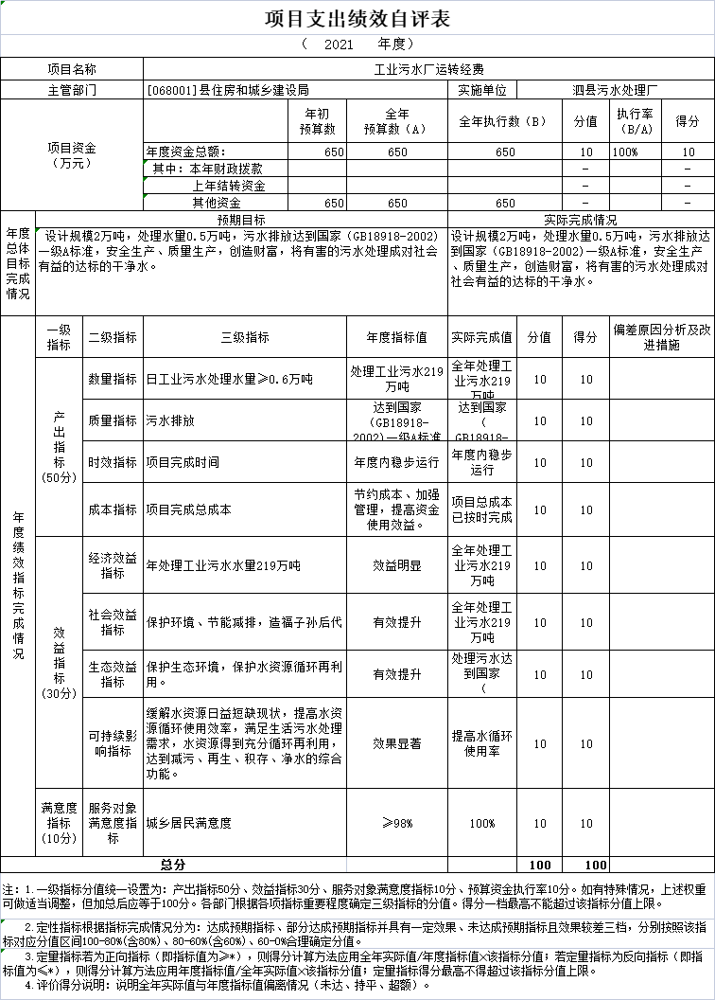 项目支出绩效自评表
（ 2021 年度）
项目名称 工业污水厂运转经费
主管部门 [068001]县住房和城乡建设局 实施单位 泗县污水处理厂
项目资金
（万元）
年初
预算数
全年
预算数（A）
全年执行数（B） 分值
执行率
（B/A）
得分
年度资金总额： 650 650 650 10 100% 10
其中：本年财政拨款 - -
上年结转资金 - -
其他资金 650 650 650 - -
年度
总体
目标
完成
情况
预期目标 实际完成情况
设计规模2万吨，处理水量0.5万吨，污水排放达到国家（GB18918-2002)
一级A标准，安全生产、质量生产，创造财富，将有害的污水处理成对社会
有益的达标的干净水。
设计规模2万吨，处理水量0.5万吨，污水排放达
到国家（GB18918-2002)一级A标准，安全生产
、质量生产，创造财富，将有害的污水处理成对
社会有益的达标的干净水。
年度绩效指标完成情况
一级
指标
二级指标 三级指标 年度指标值 实际完成值 分值 得分
偏差原因分析及改
进措施
产
出
指
标
(50分)
数量指标 日工业污水处理水量≥0.6万吨
处理工业污水219
万吨
全年处理工
业污水219
万吨
10 10
质量指标 污水排放
达到国家
（GB18918-
2002)一级A标准
达到国家
（
GB18918-
10 10
时效指标 项目完成时间 年度内稳步运行
年度内稳步
运行
10 10
成本指标 项目完成总成本
节约成本、加强
管理，提高资金
使用效益。
项目总成本
已按时完成
10 10
效
益
指
标
(30分)
经济效益
指标
年处理工业污水水量219万吨 效益明显
全年处理工
业污水219
万吨
10 10
社会效益
指标
保护环境、节能减排，造福子孙后代 有效提升
全年处理工
业污水219
万吨
10 10
生态效益
指标
保护生态环境，保护水资源循环再利
用。
有效提升
处理污水达
到国家
（
10 10
可持续影
响指标
缓解水资源日益短缺现状，提高水资
源循环使用效率，满足生活污水处理
需求，水资源得到充分循环再利用，
达到减污、再生、积存、净水的综合
功能。
效果显著
提高水循环
使用率
10 10
满意度
指标
(10分)
服务对象
满意度指
标
城乡居民满意度 ≥98% 100% 10 10
总分 100 100
注：1.一级指标分值统一设置为：产出指标50分、效益指标30分、服务对象满意度指标10分、预算资金执行率10分。如有特殊情况，上述权重
可做适当调整，但加总后应等于100分。各部门根据各项指标重要程度确定三级指标的分值。得分一档最高不能超过该指标分值上限。
2.定性指标根据指标完成情况分为：达成预期指标、部分达成预期指标并具有一定效果、未达成预期指标且效果较差三档，分别按照该指
标对应分值区间100-80%(含80%)、80-60%(含60%)、60-0%合理确定分值。
3.定量指标若为正向指标（即指标值为≥*），则得分计算方法应用全年实际值/年度指标值×该指标分值；若定量指标为反向指标（即指
标值为≤*），则得分计算方法应用年度指标值/全年实际值×该指标分值；定量指标得分最高不得超过该指标分值上限。
4.评价得分说明：说明全年实际值与年度指标值偏离情况（未达、持平、超额）。